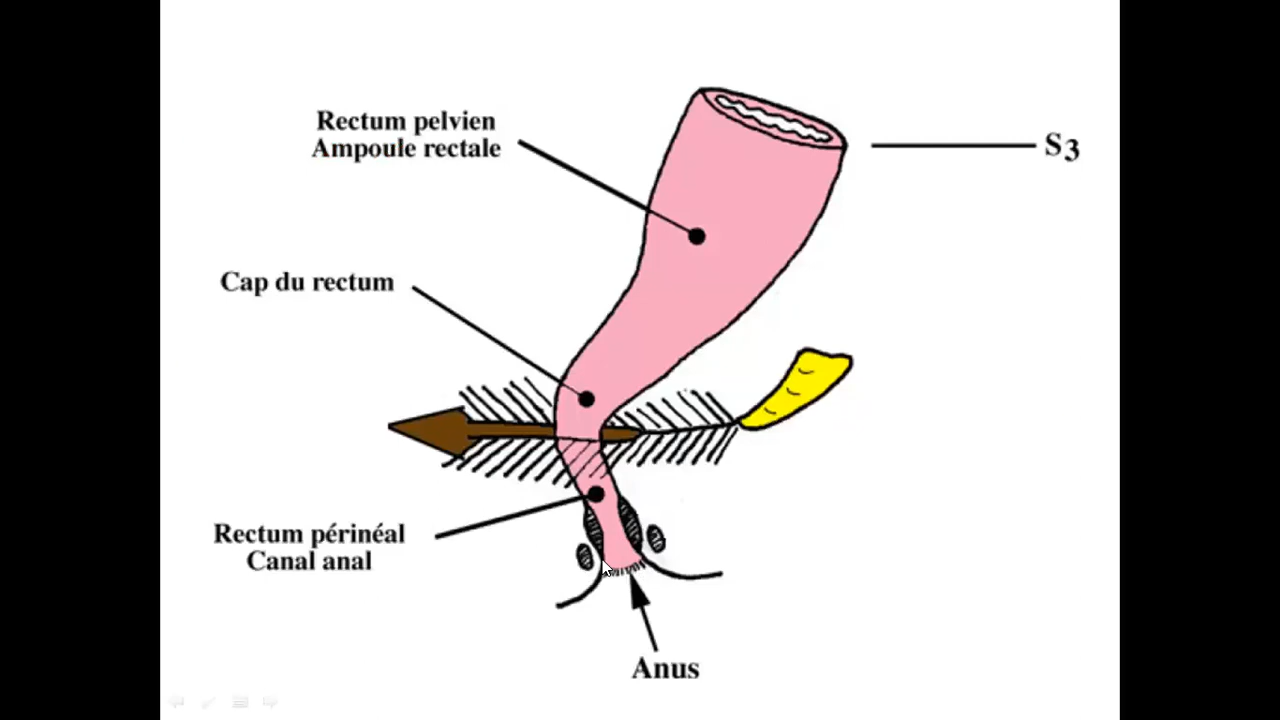 Rectum pelvien
Ampoule rectale
S3
Cap du rectum
Rectum périnéal
Canal anal
Anus